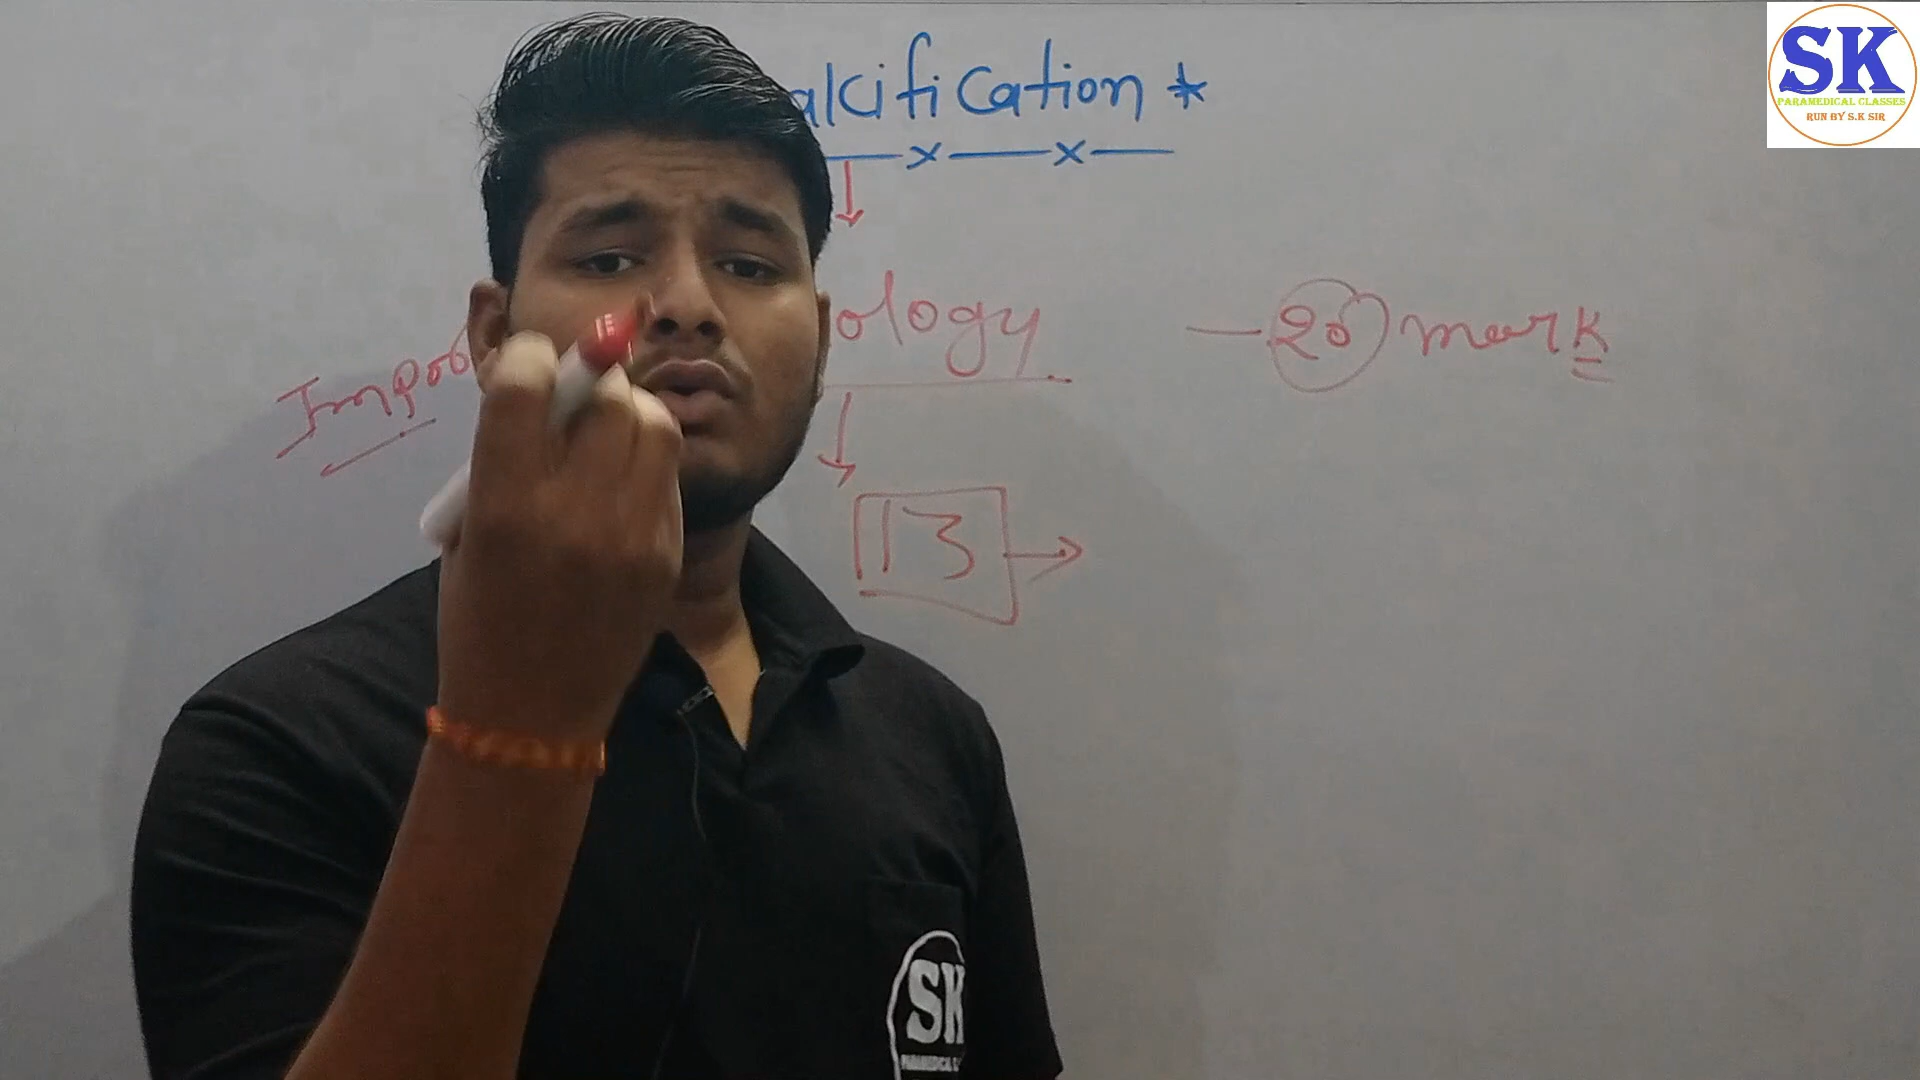 alcification *
SK
PARAMEDICAL CLASSES
RUN BY S.K SIR
ology
20 mark
13
SK